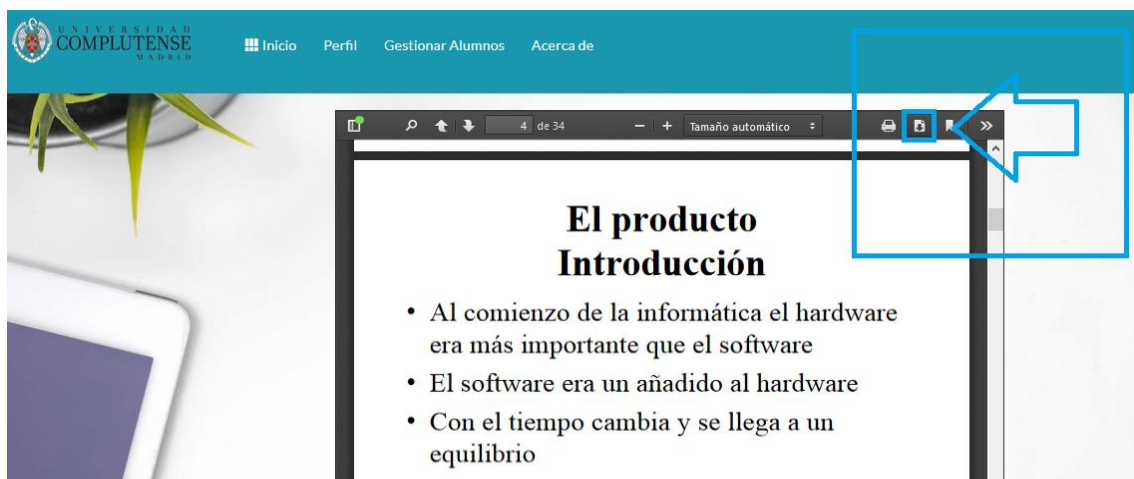 UNIVERSIDAD
COMPLUTENSE
MADRID
Inicio Perfil Gestionar Alumnos Acerca de
4 de 34 Tamaño automático
El producto
Introducción
• Al comienzo de la informática el hardware
era más importante que el software
• El software era un añadido al hardware
• Con el tiempo cambia y se llega a un
equilibrio